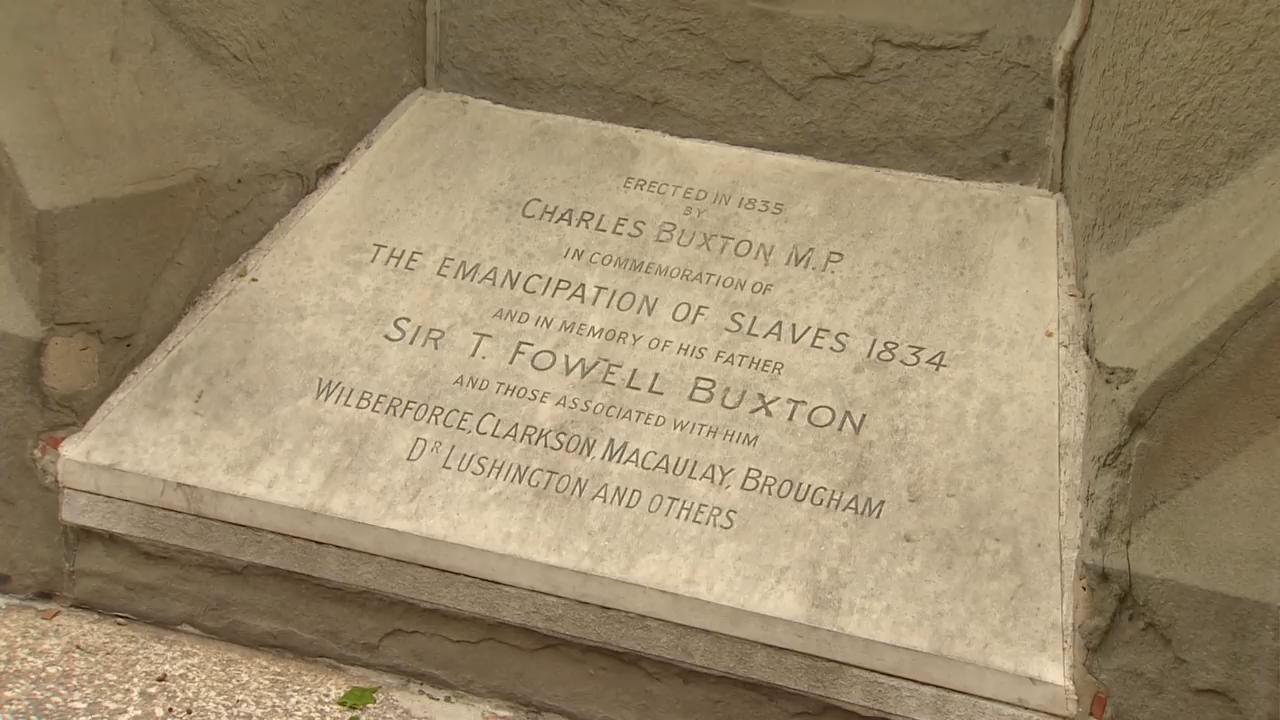 ERECTED IN 1835
BY
CHARLES BUXTON M.P.
IN COMMEMORATION OF
THE EMANCIPATION OF SLAVES 1834
AND IN MEMORY OF HIS FATHER
SIR T. FOWELL BUXTON
AND THOSE ASSOCIATED WITH HIM
WILBERFORCE, CLARKSON, MACAULAY, BROUGHAM
DR LUSHINGTON AND OTHERS